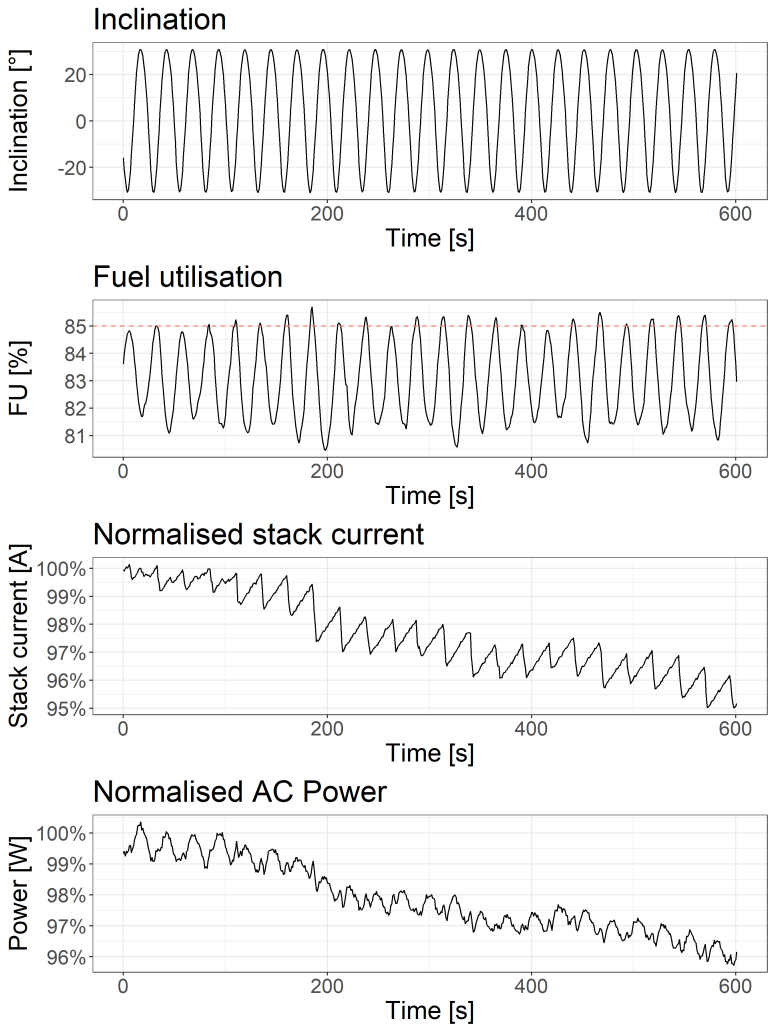 Inclination
Inclination [°]
20
0
-20
0 200 400 600
Time [s]
Fuel utilisation
FU [%]
85
84
83
82
81
0 200 400 600
Time [s]
Normalised stack current
Stack current [A]
100%
99%
98%
97%
96%
95%
0 200 400 600
Time [s]
Normalised AC Power
Power [W]
100%
99%
98%
97%
96%
0 200 400 600
Time [s]